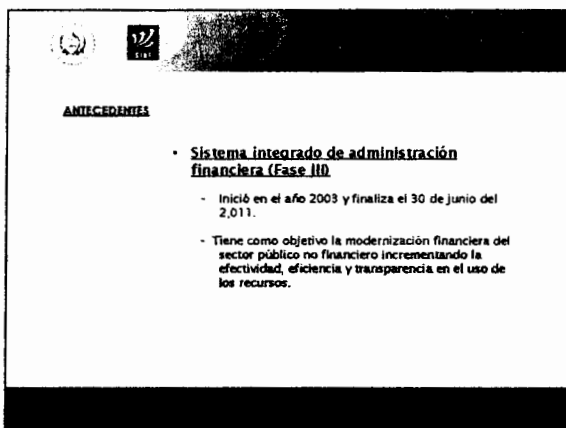 SIAF
ANTECEDENTES
• Sistema integrado de administración
financiera (Fase III)
- Inició en el año 2003 y finaliza el 30 de junio del
2,011.
- Tiene como objetivo la modernización financiera del
sector público no financiero incrementando la
efectividad, eficiencia y transparencia en el uso de
los recursos.